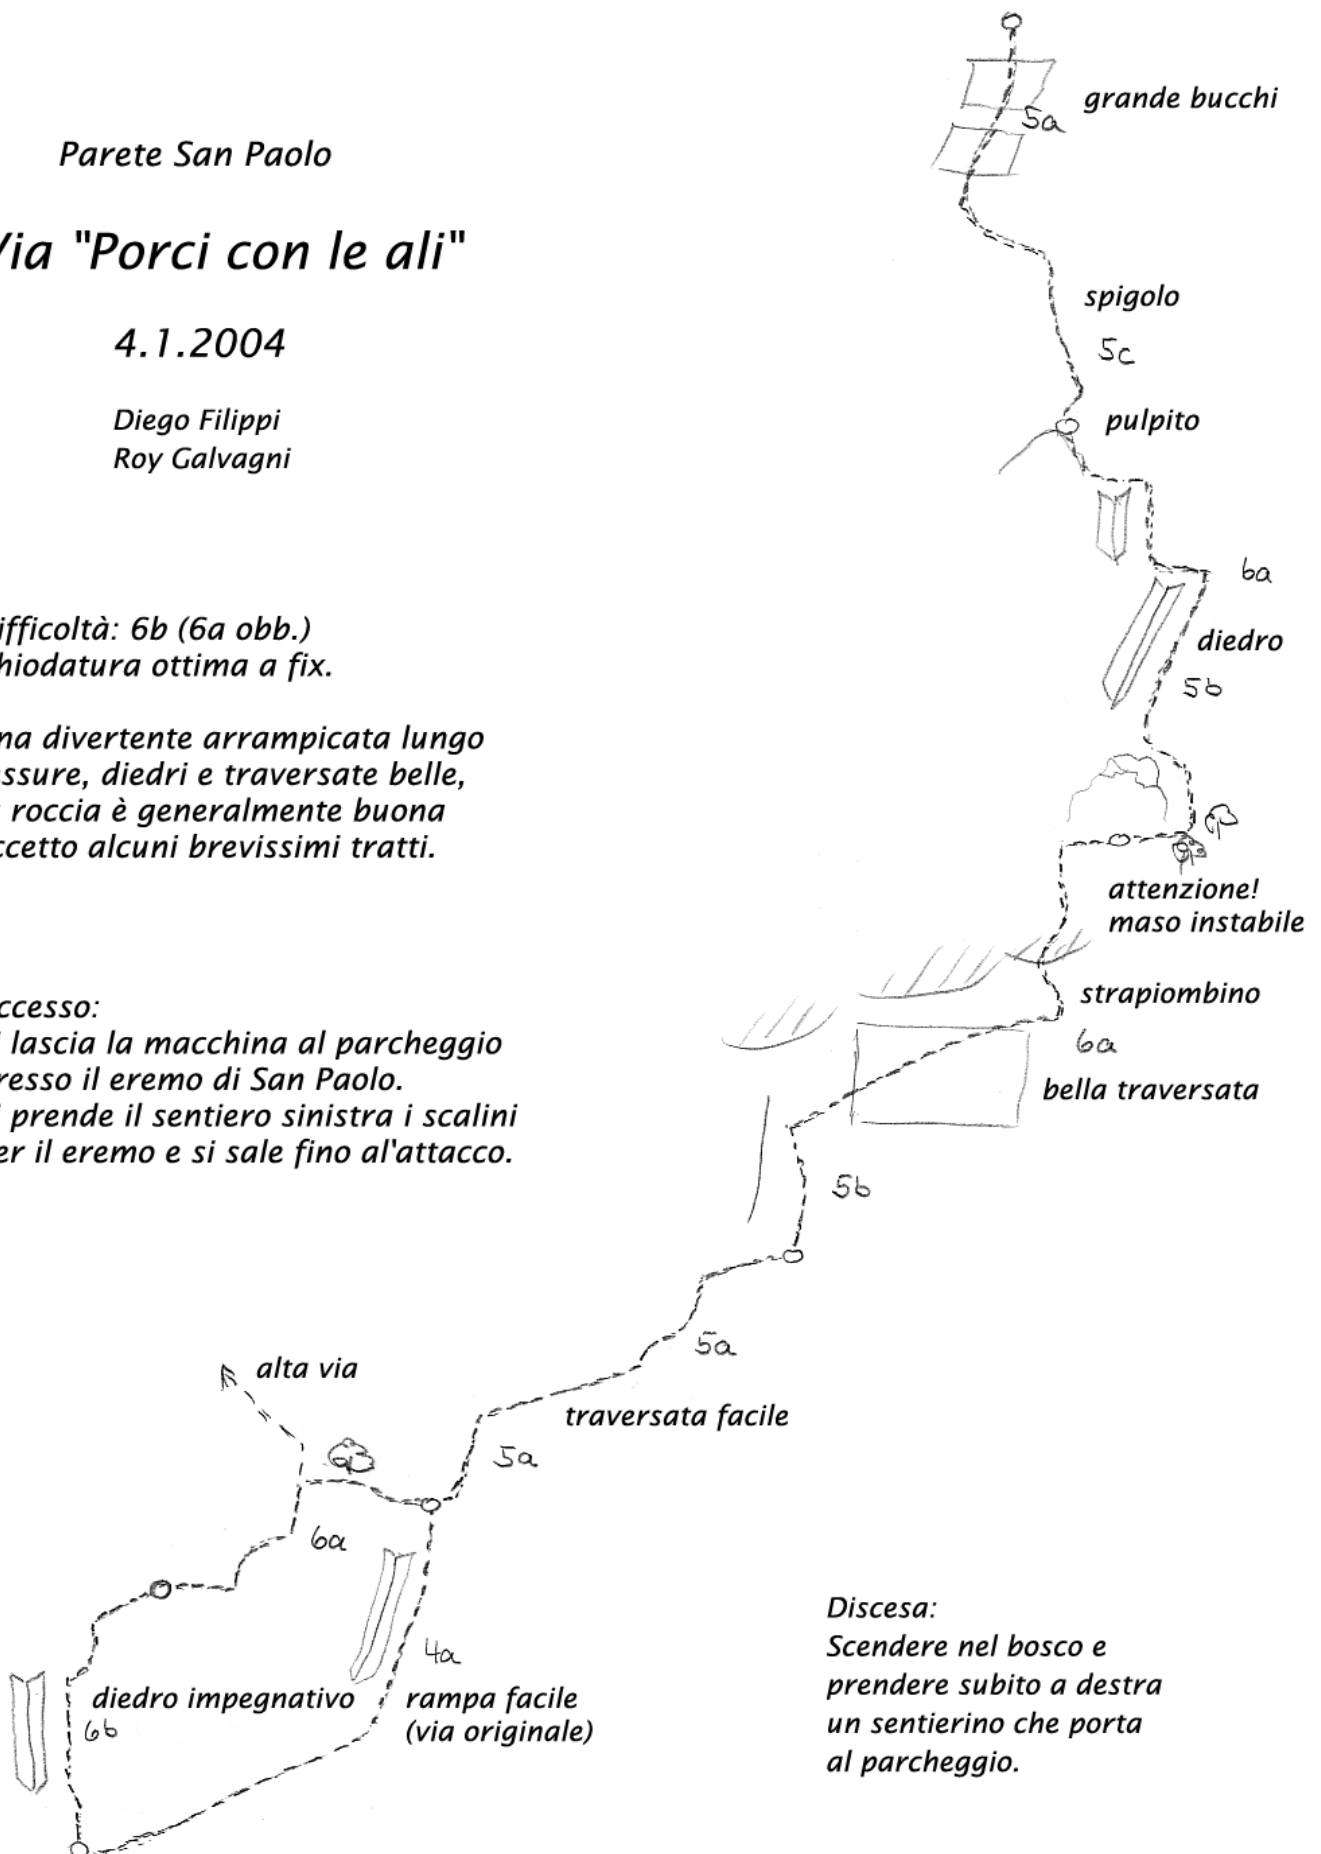 Parete San Paolo
Via "Porci con le ali"
4.1.2004
Diego Filippi
Roy Galvagni
ifficoltà: 6b (6a obb.)
hiodatura ottima a fix.
na divertente arrampicata lungo
essure, diedri e traversate belle,
roccia è generalmente buona
ccetto alcuni brevissimi tratti.
ccesso:
i lascia la macchina al parcheggio
resso il eremo di San Paolo.
i prende il sentiero sinistra i scalini
er il eremo e si sale fino al'attacco.
grande bucchi
5a
spigolo
5c
pulpito
6a
diedro
5b
attenzione!
maso instabile
strapiombino
6a
bella traversata
5b
5a
alta via
traversata facile
5a
6a
4a
diedro impegnativo
6b
rampa facile
(via originale)
Discesa:
Scendere nel bosco e
prendere subito a destra
un sentierino che porta
al parcheggio.